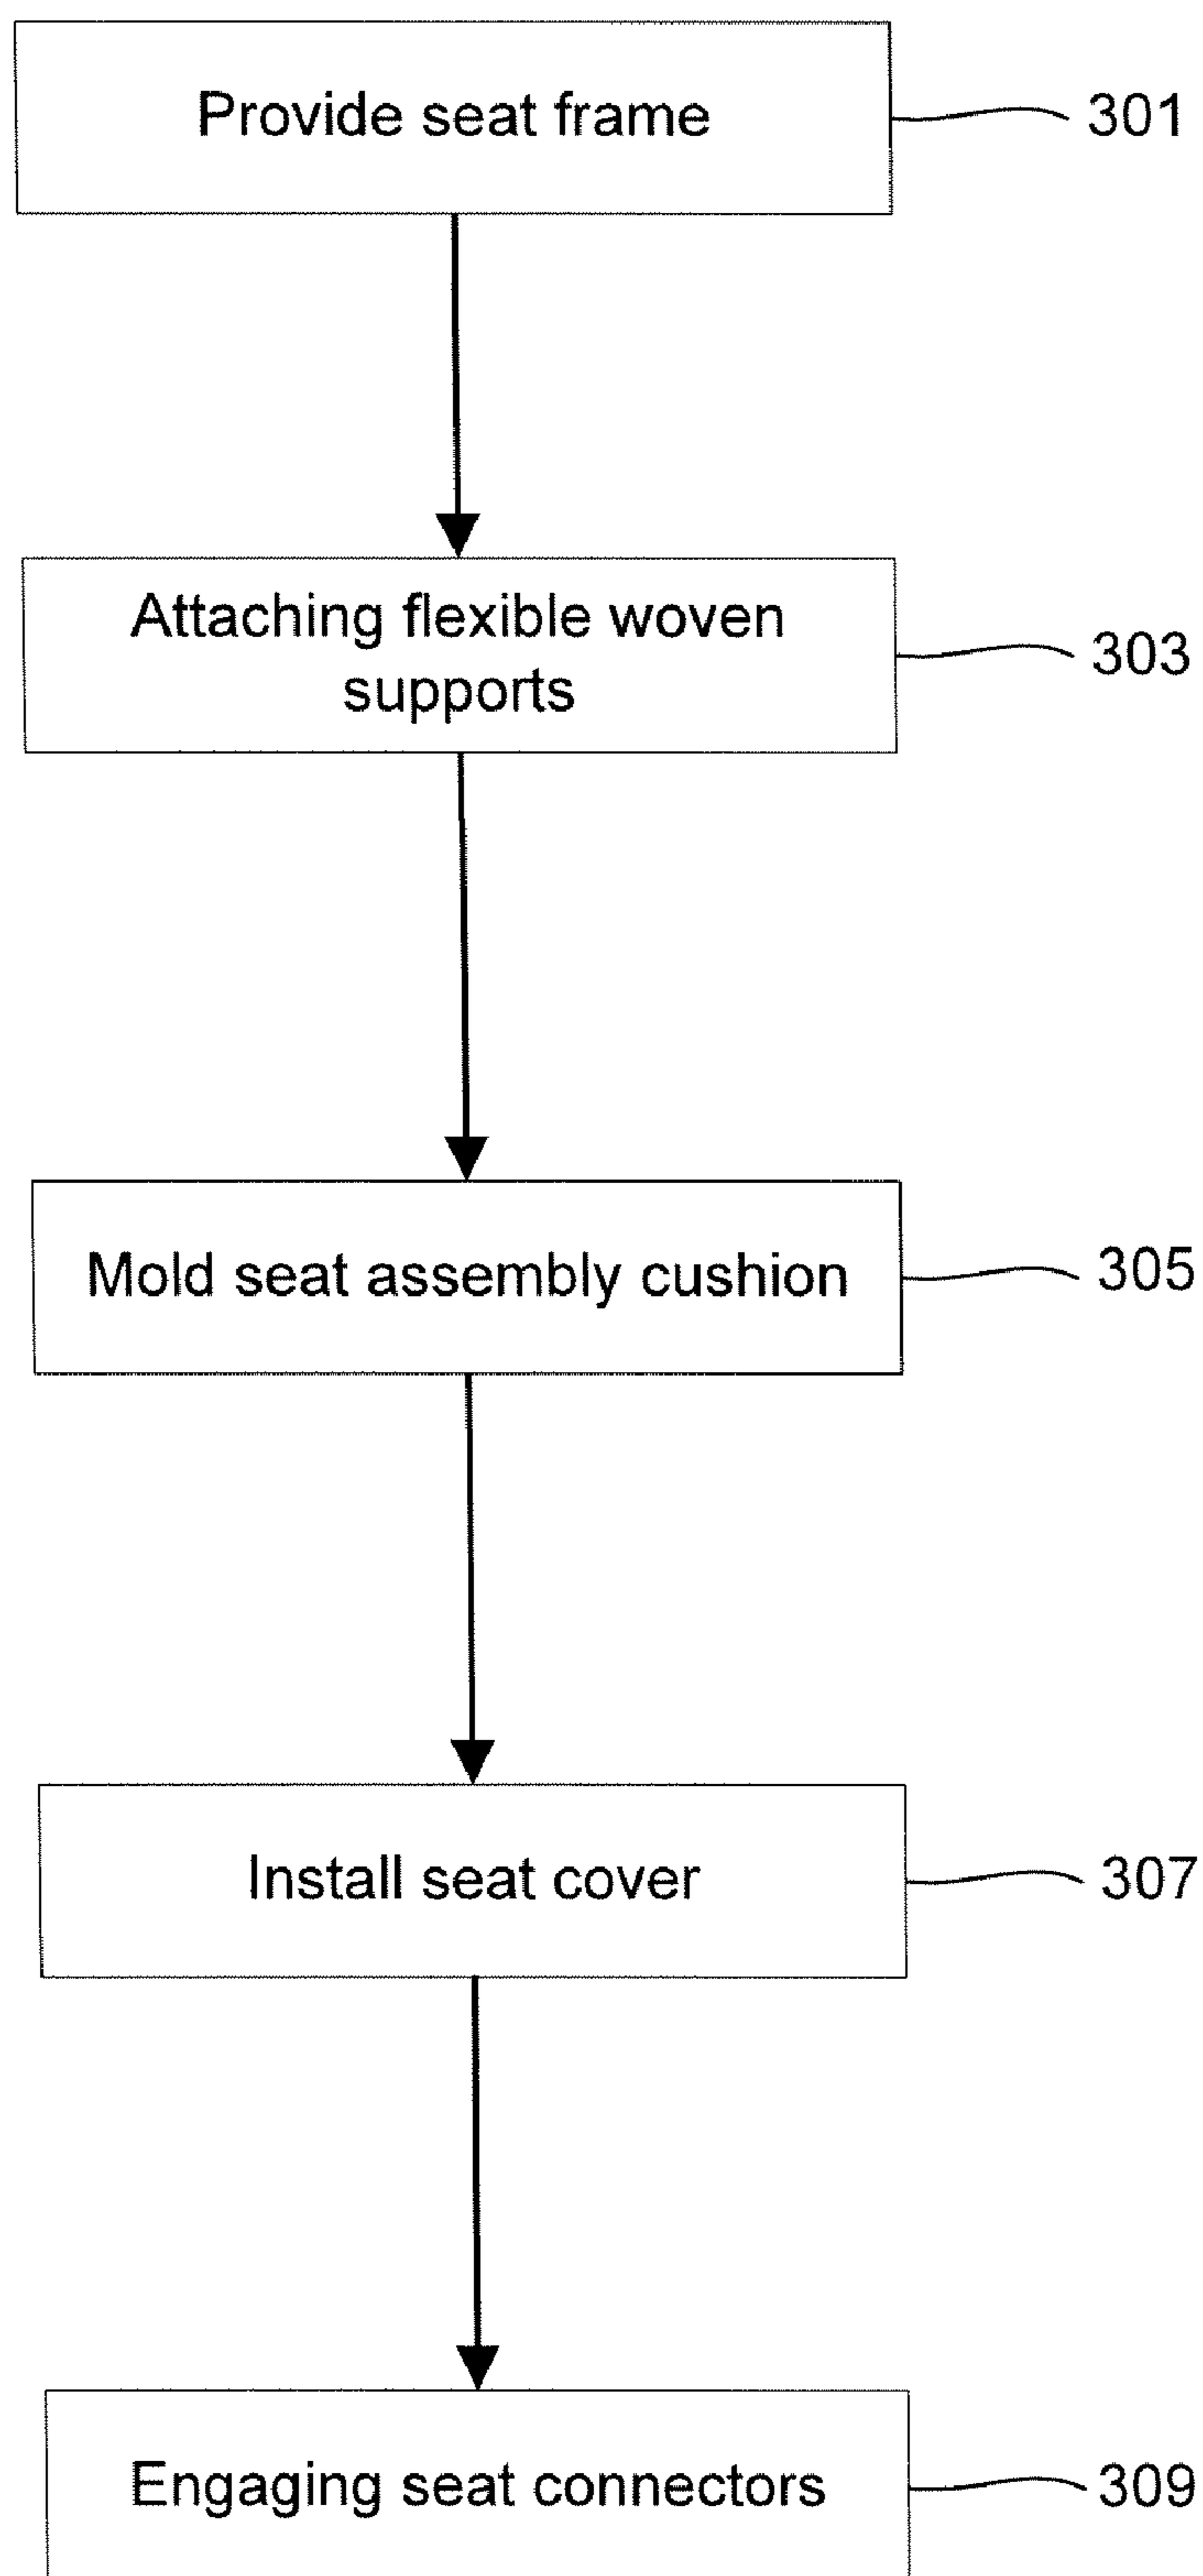 Provide seat frame
301
Attaching flexible woven
supports
303
Mold seat assembly cushion
305
Install seat cover
307
Engaging seat connectors
309